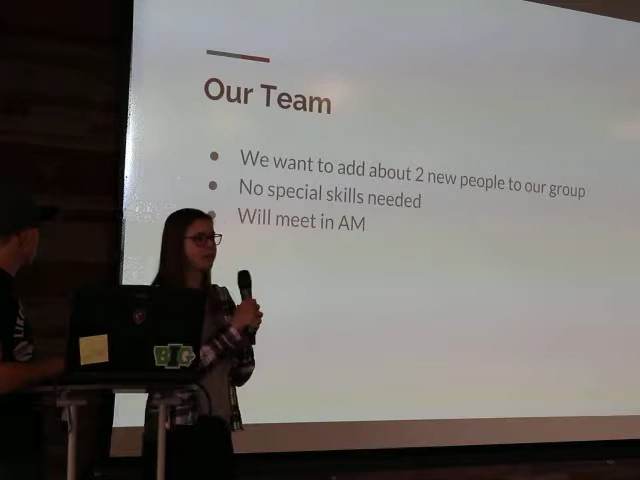 Our Team
We want to add about 2 new people to our group
No special skills needed
Will meet in AM
BIG